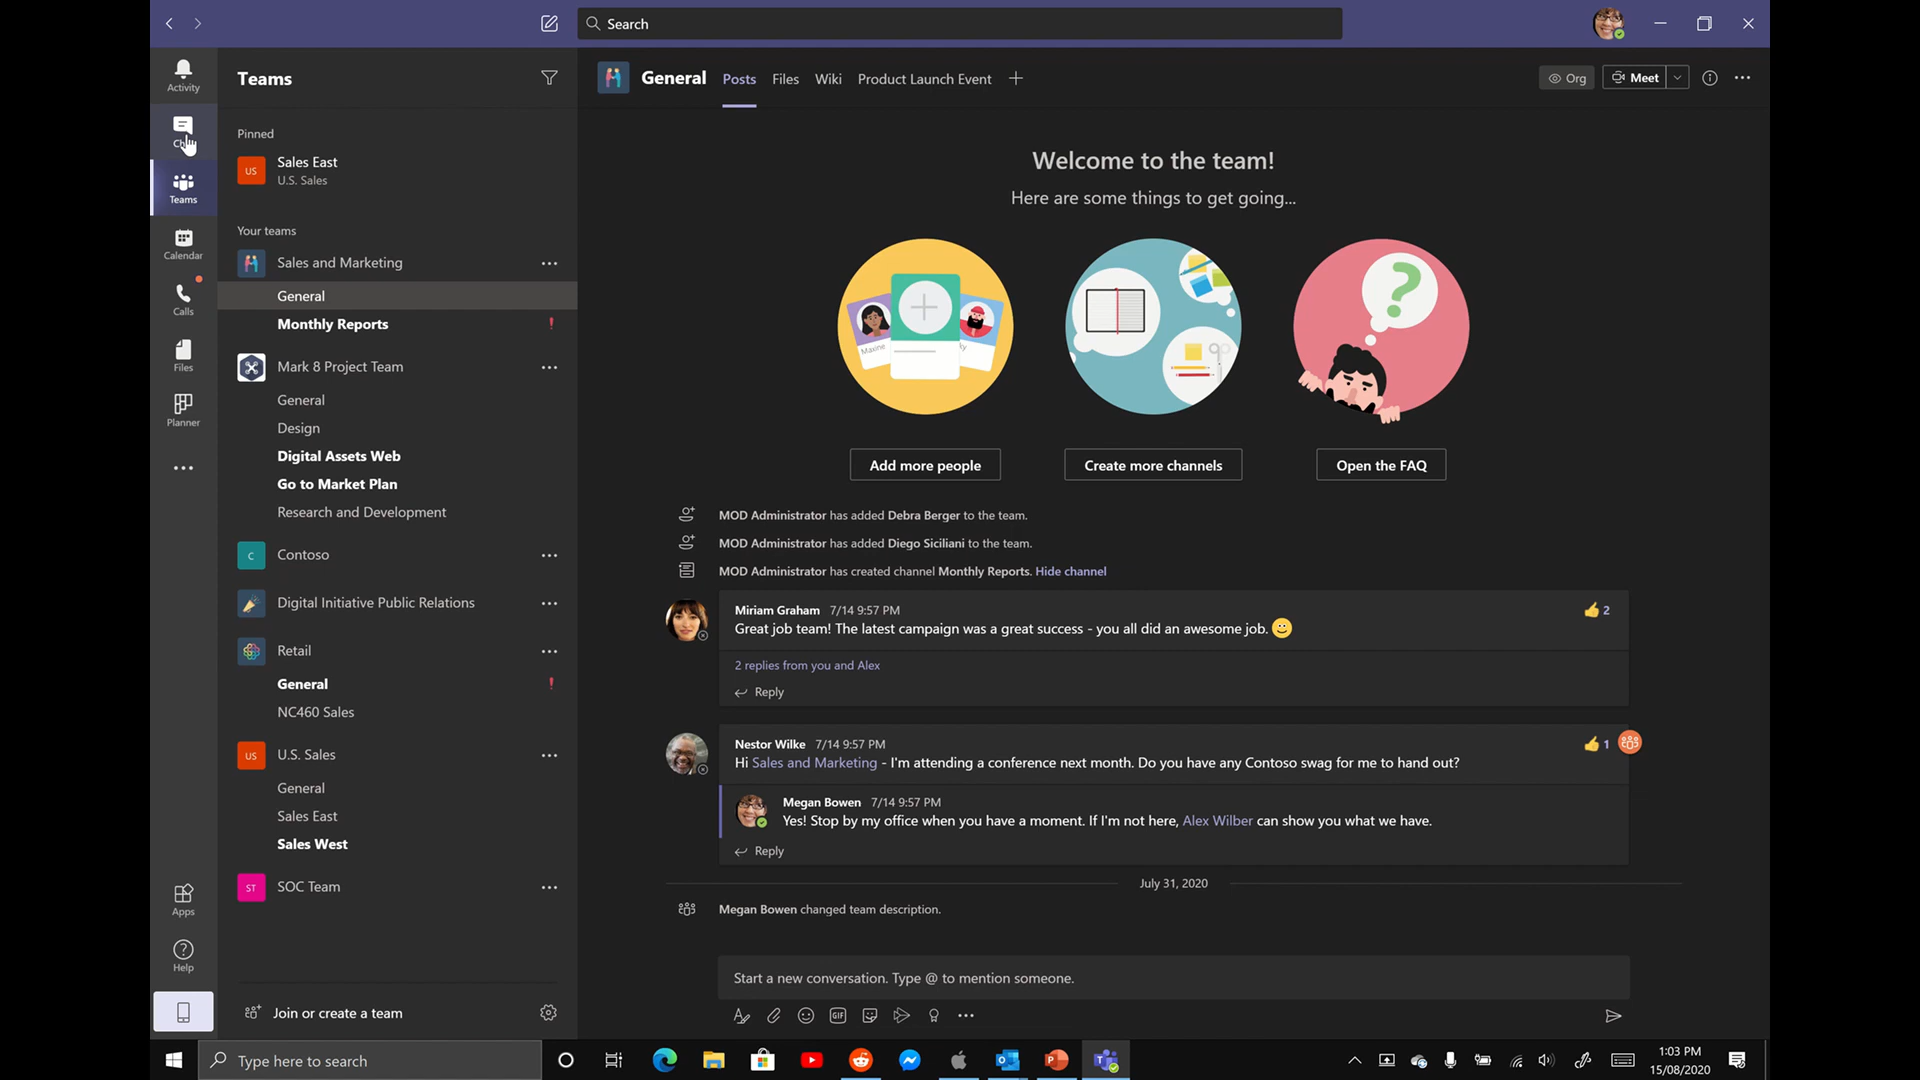 Search
Activity
Teams
Calendar
Calls
Files
Planner
Apps
Help
Teams
Pinned
US
Sales East
U.S. Sales
Your teams
Sales and Marketing
General
Monthly Reports !
Mark 8 Project Team
General
Design
Digital Assets Web
Go to Market Plan
Research and Development
C Contoso
Digital Initiative Public Relations
Retail
General !
NC460 Sales
US U.S. Sales
General
Sales East
Sales West
ST SOC Team
Join or create a team
General Posts Files Wiki Product Launch Event
Org Meet
Welcome to the team!
Here are some things to get going...
Maxine
?
Add more people
Create more channels
Open the FAQ
MOD Administrator has added Debra Berger to the team.
MOD Administrator has added Diego Siciliani to the team.
MOD Administrator has created channel Monthly Reports. Hide channel
Miriam Graham 7/14 9:57 PM 2
Great job team! The latest campaign was a great success - you all did an awesome job.
2 replies from you and Alex
Reply
Nestor Wilke 7/14 9:57 PM 1
Hi Sales and Marketing - I'm attending a conference next month. Do you have any Contoso swag for me to hand out?
Megan Bowen 7/14 9:57 PM
Yes! Stop by my office when you have a moment. If I'm not here, Alex Wilber can show you what we have.
Reply
July 31, 2020
Megan Bowen changed team description.
Start a new conversation. Type @ to mention someone.
GIF
Type here to search
1:03 PM
15/08/2020